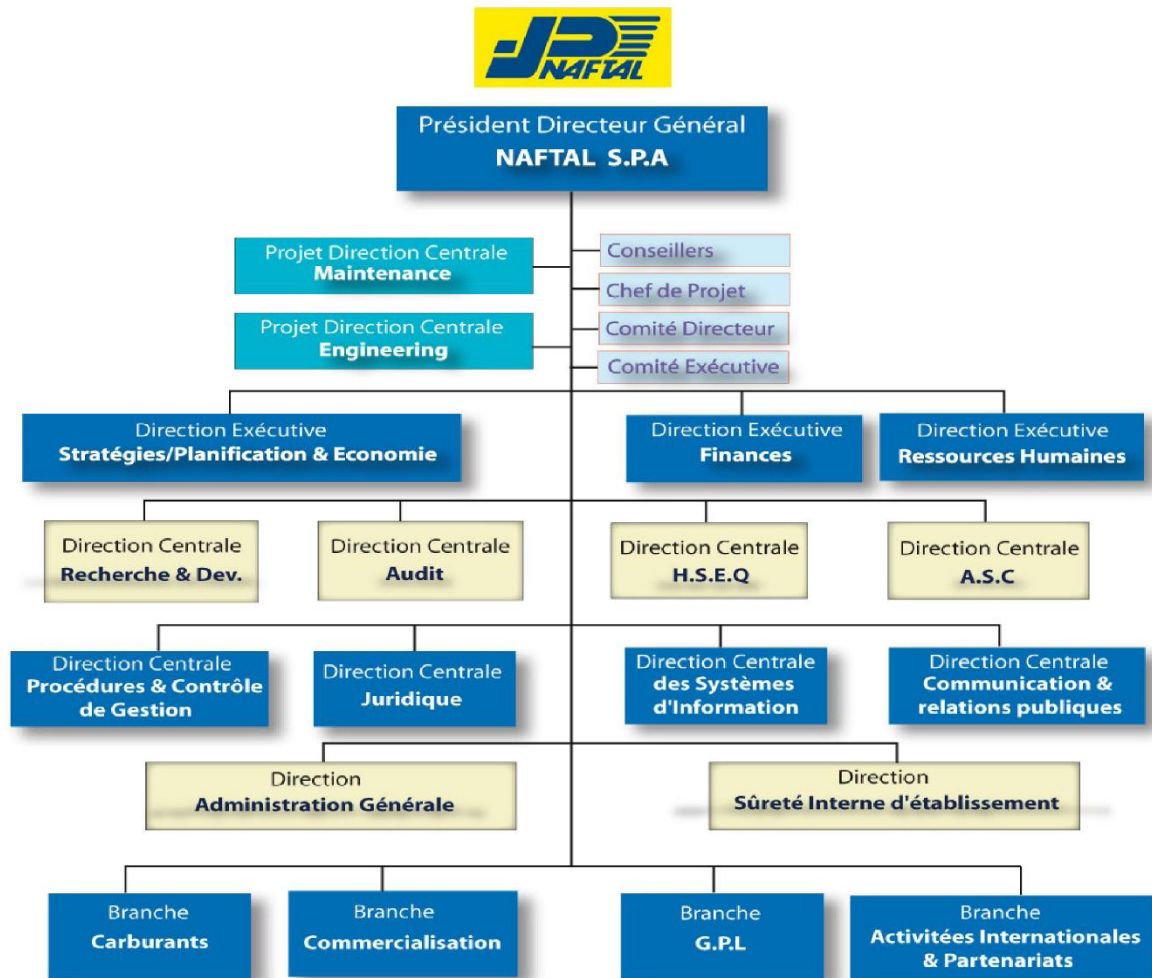 NAFTAL
Président Directeur Général
NAFTAL S.P.A
Projet Direction Centrale
Maintenance
Projet Direction Centrale
Engineering
Conseillers
Chef de Projet
Comité Directeur
Comité Exécutive
Direction Exécutive
Stratégies/Planification & Economie
Direction Exécutive
Finances
Direction Exécutive
Ressources Humaines
Direction Centrale
Recherche & Dev.
Direction Centrale
Audit
Direction Centrale
H.S.E.Q
Direction Centrale
A.S.C
Direction Centrale
Procédures & Contrôle
de Gestion
Direction Centrale
Juridique
Direction Centrale
des Systèmes
d'Information
Direction Centrale
Communication &
relations publiques
Direction
Administration Générale
Direction
Sûreté Interne d'établissement
Branche
Carburants
Branche
Commercialisation
Branche
G.P.L
Branche
Activitées Internationales
& Partenariats